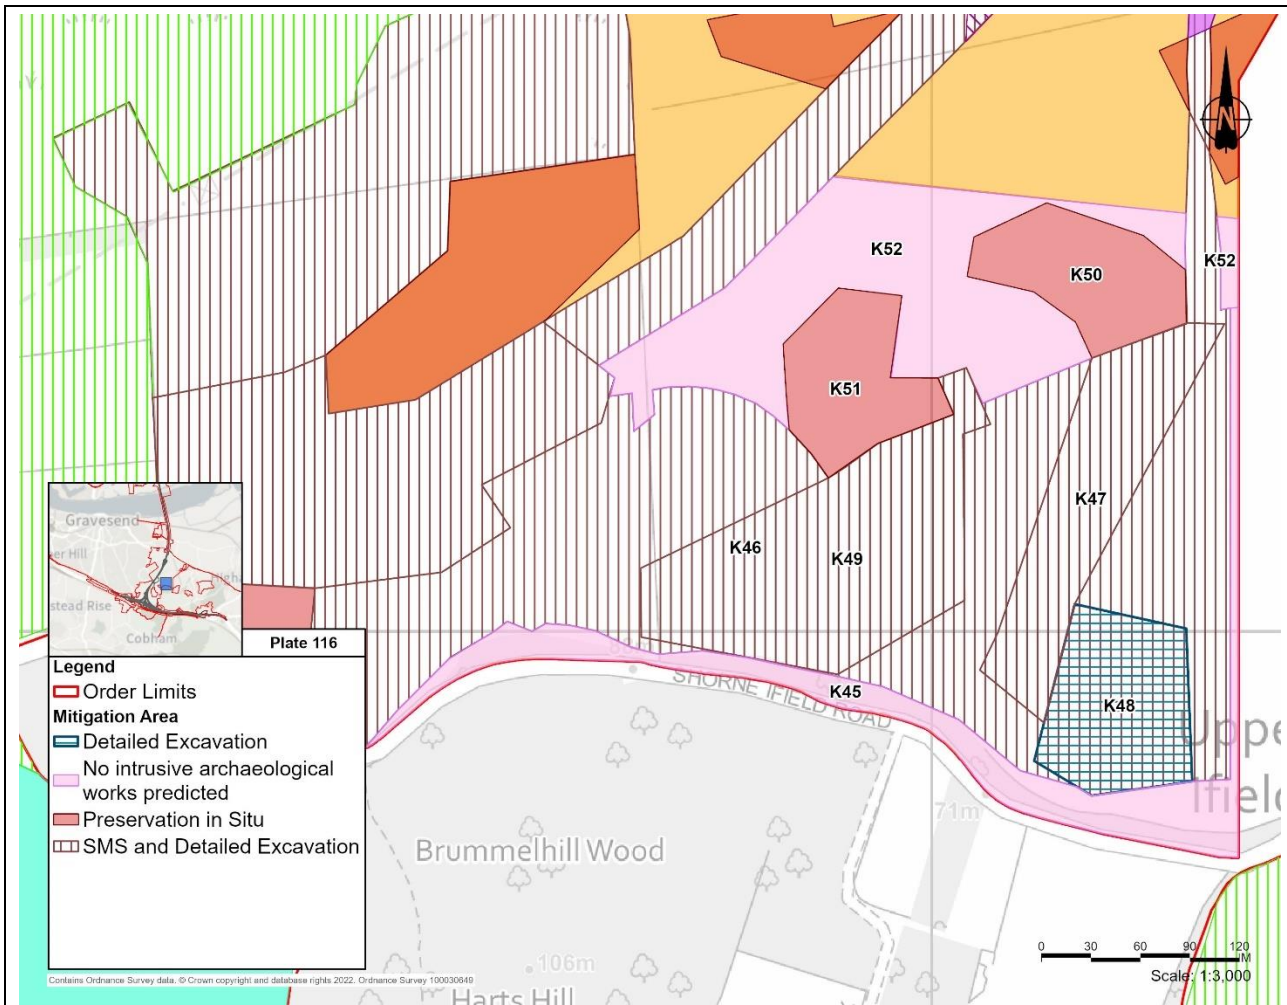 K52
K50
K52
K51
K47
K46
K49
K45
K48
SHORNE IFIELD ROAD
71m
Brummelhill Wood
106m
Harts Hill
Gravesend
Cobham
Plate 116
Legend
Order Limits
Mitigation Area
Detailed Excavation
No intrusive archaeological
works predicted
Preservation in Situ
SMS and Detailed Excavation
N
0 30 60 90 120
M
Scale: 1:3,000
Contains Ordnance Survey data. © Crown copyright and database rights 2022. Ordnance Survey 100030649